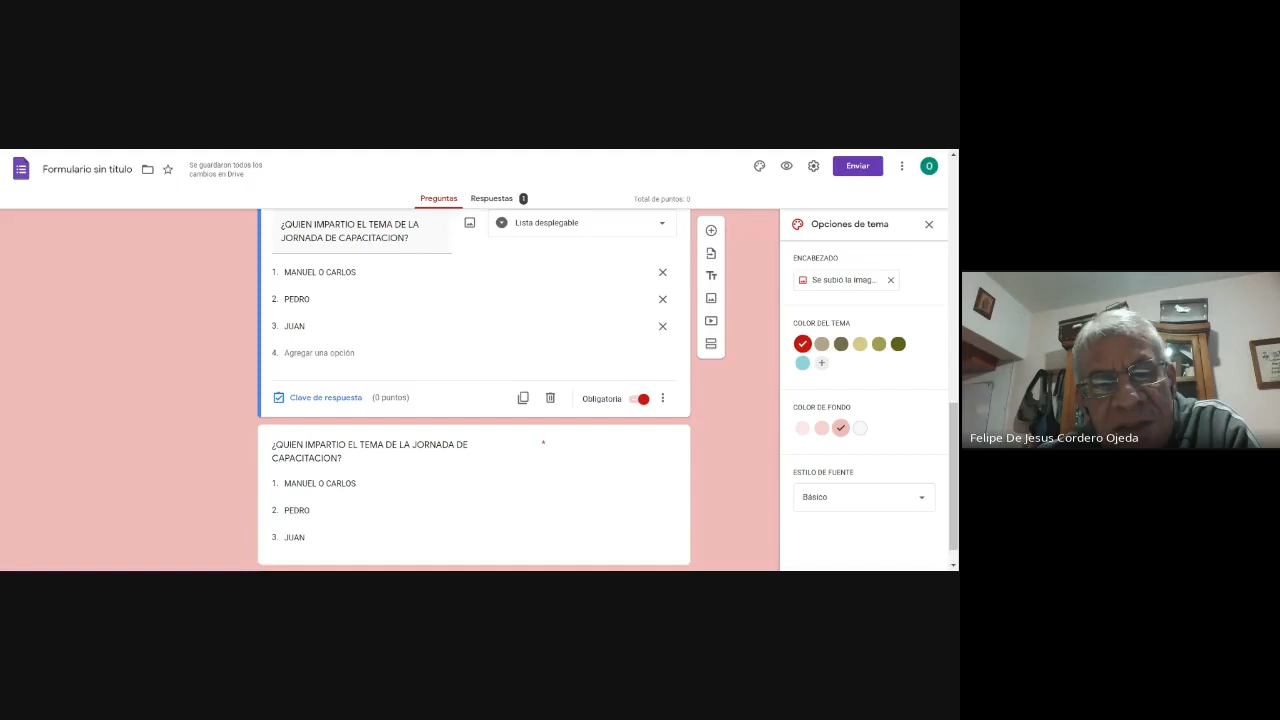 Formulario sin título
Se guardaron todos los
cambios en Drive
Enviar
O
Preguntas
Respuestas 1
Total de puntos: 0
¿QUIEN IMPARTIO EL TEMA DE LA
JORNADA DE CAPACITACION?
Lista desplegable
1. MANUEL O CARLOS
2. PEDRO
3. JUAN
4. Agregar una opción
Clave de respuesta (0 puntos)
Obligatoria
¿QUIEN IMPARTIO EL TEMA DE LA JORNADA DE
CAPACITACION?
*
1. MANUEL O CARLOS
2. PEDRO
3. JUAN
Tт
Opciones de tema
ENCABEZADO
Se subió la imag...
COLOR DEL TEMA
COLOR DE FONDO
ESTILO DE FUENTE
Básico
Felipe De Jesus Cordero Ojeda